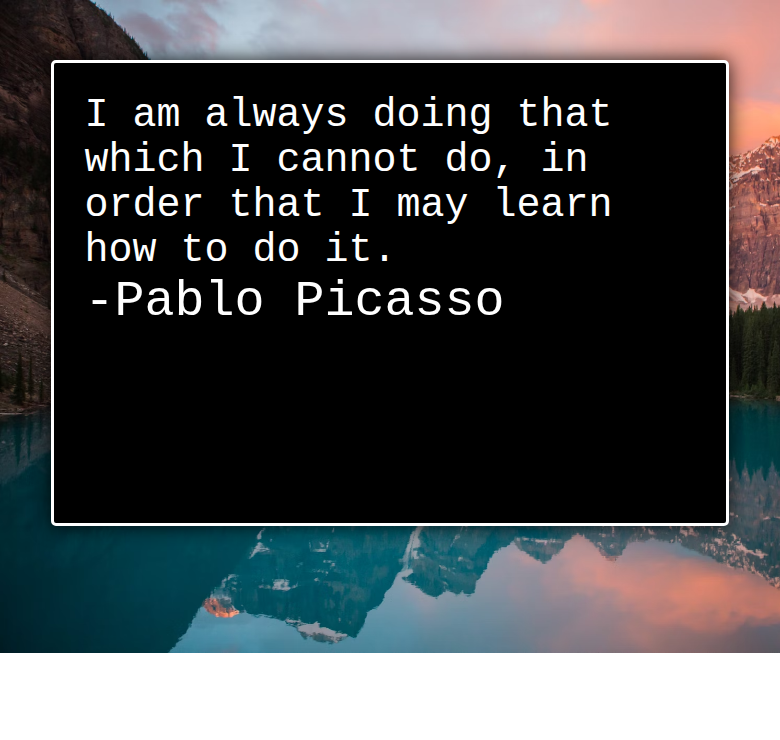 I am always doing that
which I cannot do, in
order that I may learn
how to do it.
-Pablo Picasso